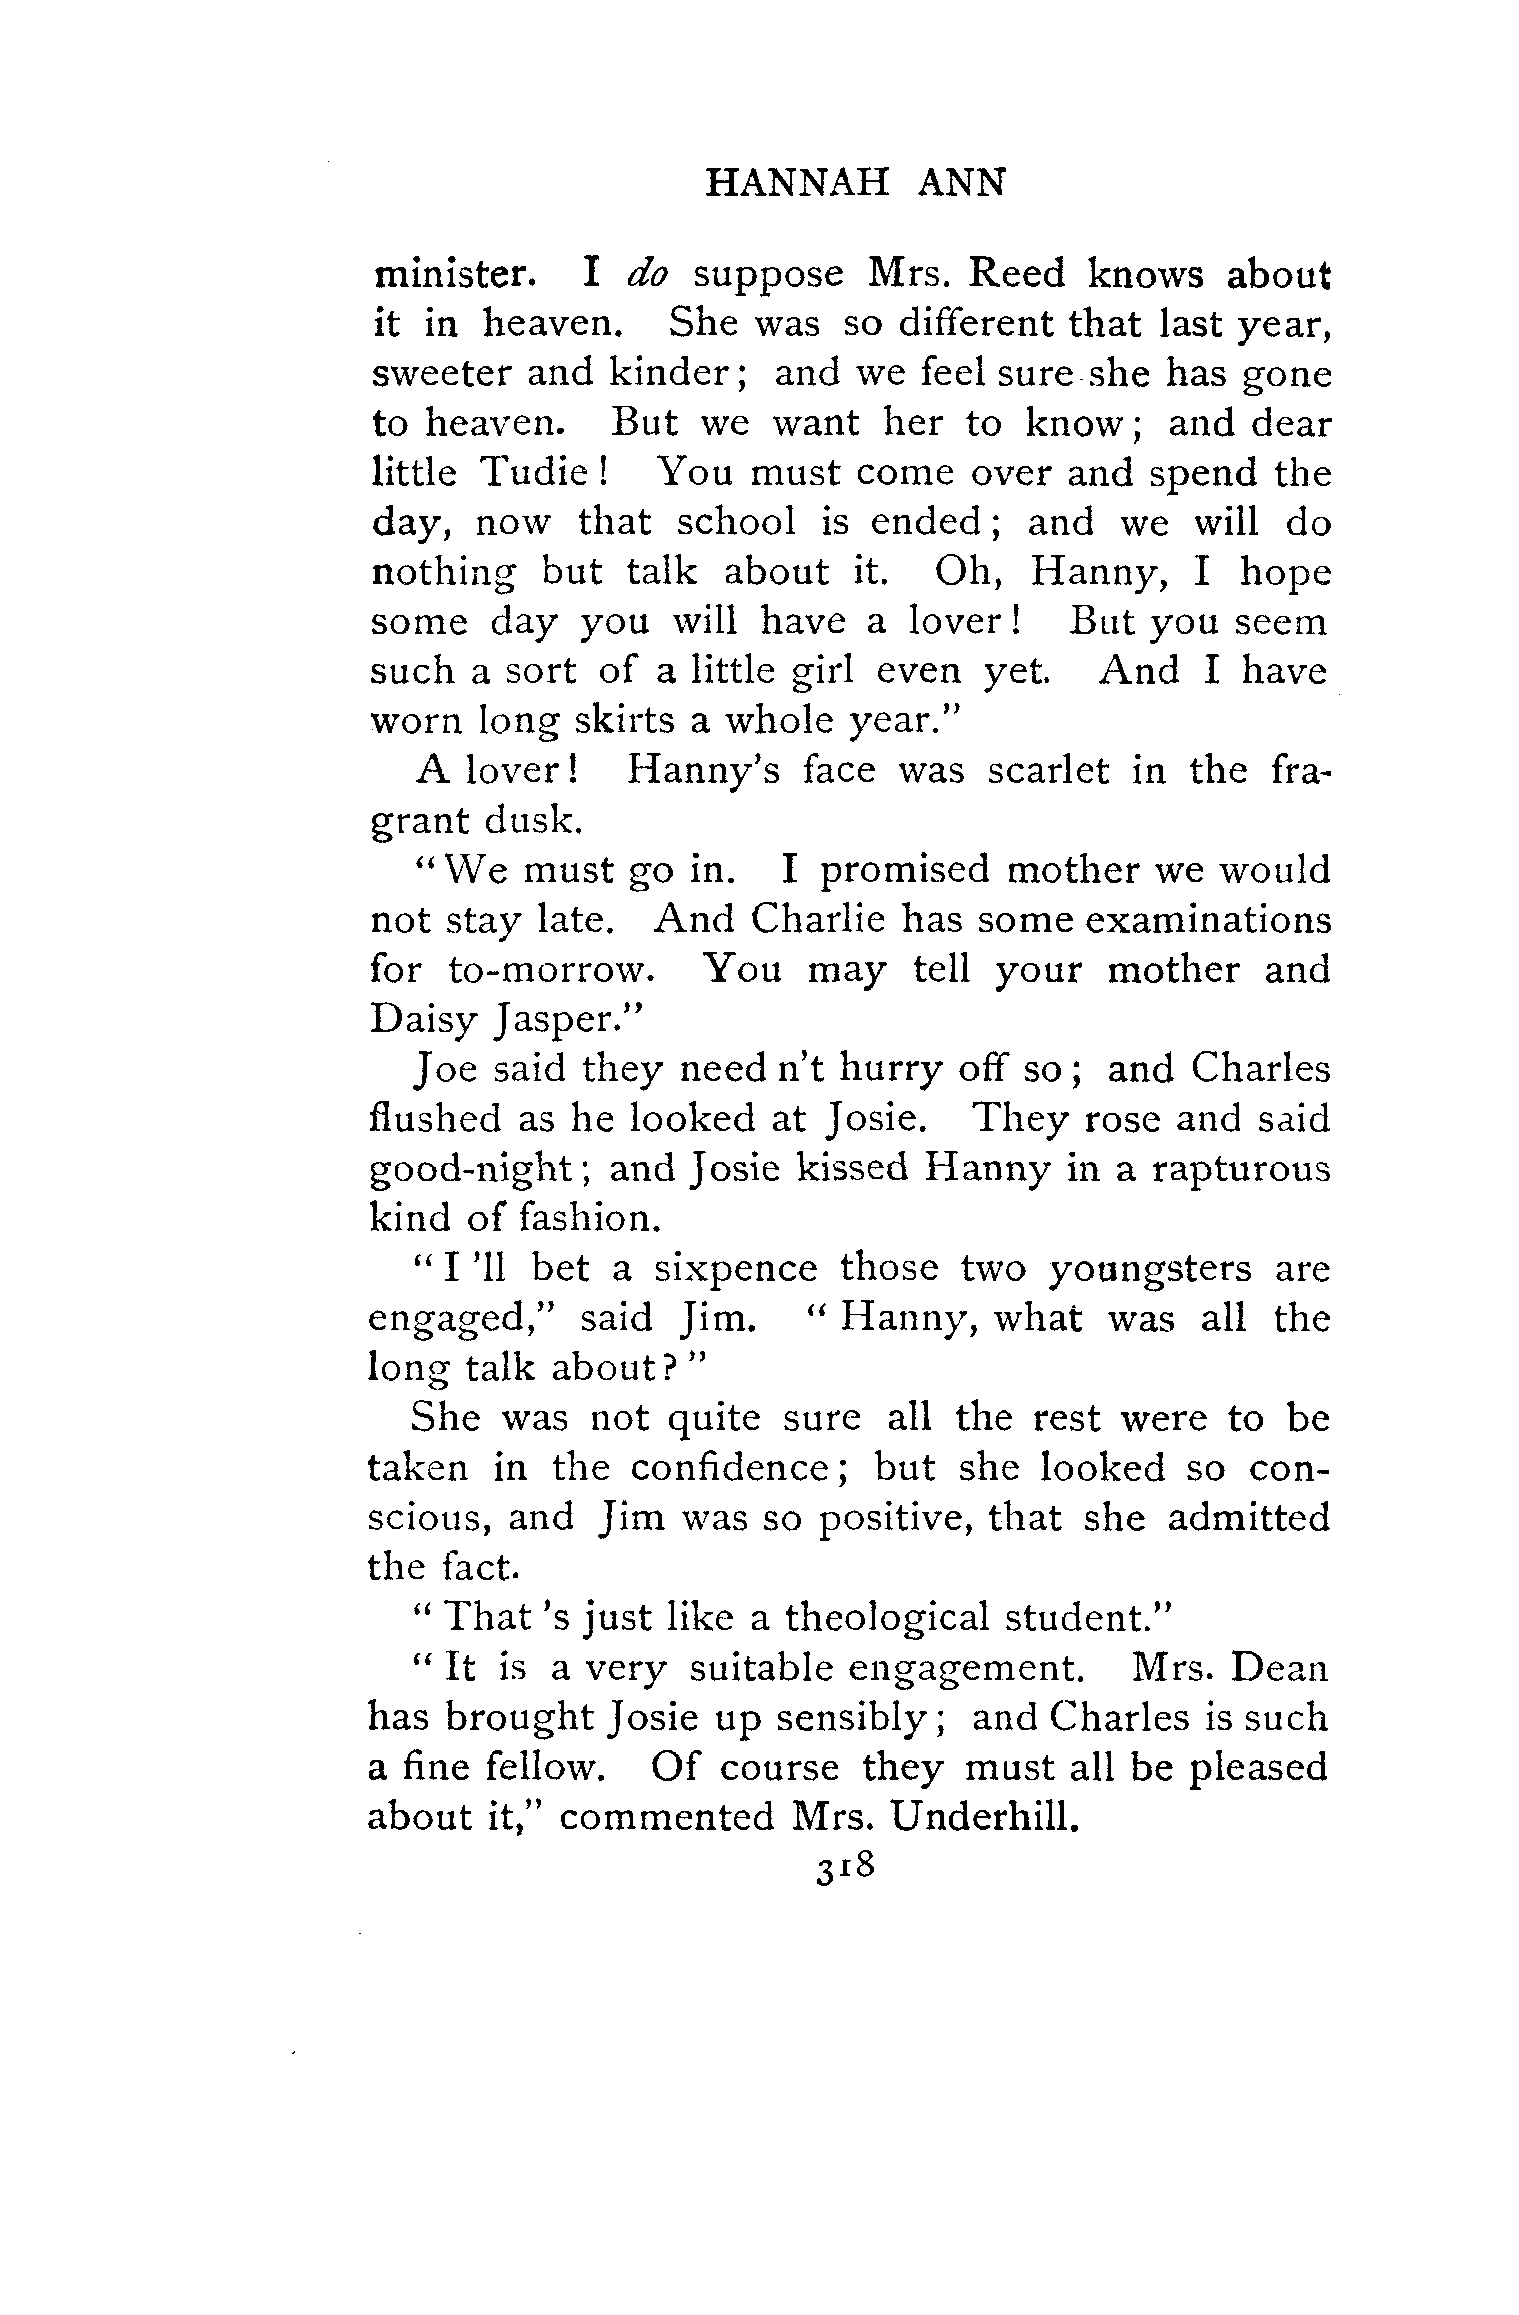 HANNAH ANN
minister. I do suppose Mrs. Reed knows about
it in heaven. She was so different that last year,
sweeter and kinder; and we feel sure she has gone
to heaven. But we want her to know; and dear
little Tudie! You must come over and spend the
day, now that school is ended; and we will do
nothing but talk about it. Oh, Hanny, I hope
some day you will have a lover! But you seem
such a sort of a little girl even yet. And I have
worn long skirts a whole year."
A lover! Hanny's face was scarlet in the fra-
grant dusk.
"We must go in. I promised mother we would
not stay late. And Charlie has some examinations
for to-morrow. You may tell your mother and
Daisy Jasper."
Joe said they need n't hurry off so; and Charles
flushed as he looked at Josie. They rose and said
good-night; and Josie kissed Hanny in a rapturous
kind of fashion.
"I 'll bet a sixpence those two youngsters are
engaged," said Jim. "Hanny, what was all the
long talk about?"
She was not quite sure all the rest were to be
taken in the confidence; but she looked so con-
scious, and Jim was so positive, that she admitted
the fact.
"That 's just like a theological student."
"It is a very suitable engagement. Mrs. Dean
has brought Josie up sensibly; and Charles is such
a fine fellow. Of course they must all be pleased
about it," commented Mrs. Underhill.
318